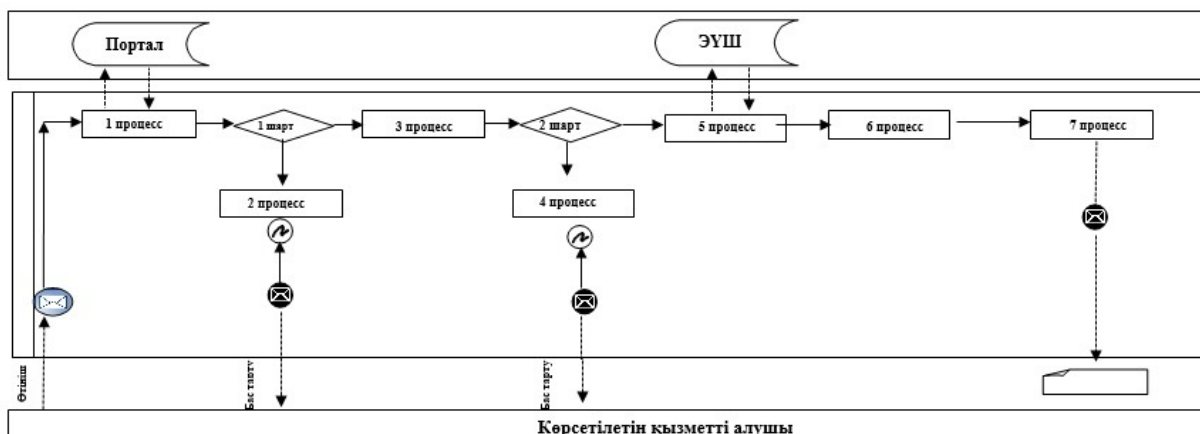 Портал
ЭҮШ
1 процесс
1 шарт
3 процесс
2 шарт
5 процесс
6 процесс
7 процесс
2 процесс
4 процесс
Өтініш
Бас тарту
Бас тарту
Көрсетілетін қызметті алушы